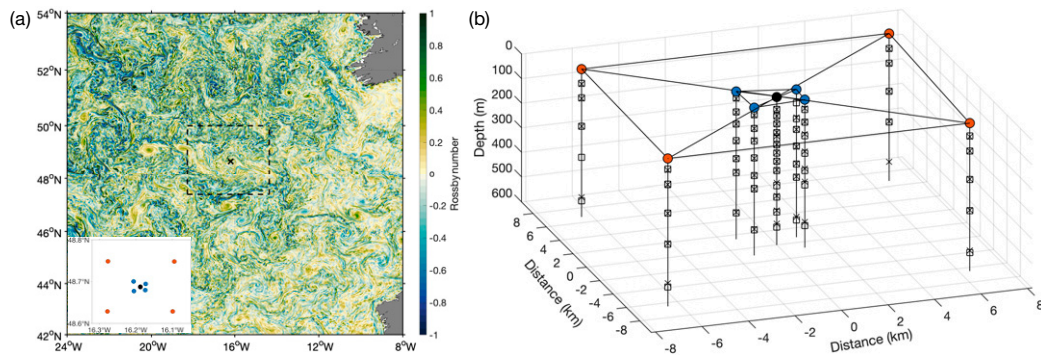 (a)
54°N
52°N
50°N
48°N
46°N
44°N
42°N
24°W
20°W
16°W
12°W
8°W
48.8°N
48.7°N
48.6°N
16.3°W
16.2°W
16.1°W
1
0.8
0.6
0.4
0.2
0
-0.2
-0.4
-0.6
-0.8
-1
Rossby number
(b)
0
100
200
300
400
500
600
Depth (m)
8
6
4
2
0
-2
-4
-6
-8
Distance (km)
-8
-6
-4
-2
0
2
4
6
8
Distance (km)